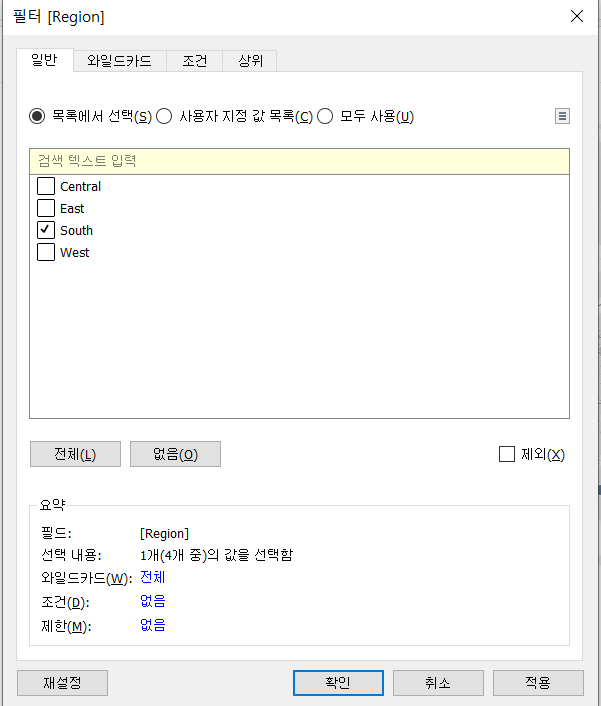 필터 [Region]
일반 와일드카드 조건 상위
목록에서 선택(S) 사용자 지정 값 목록(C) 모두 사용(U)
검색 텍스트 입력
Central
East
South
West
전체(L) 없음(O) 제외(X)
요약
필드: [Region]
선택 내용: 1개(4개 중)의 값을 선택함
와일드카드(W): 전체
조건(D): 없음
제한(M): 없음
재설정 확인 취소 적용